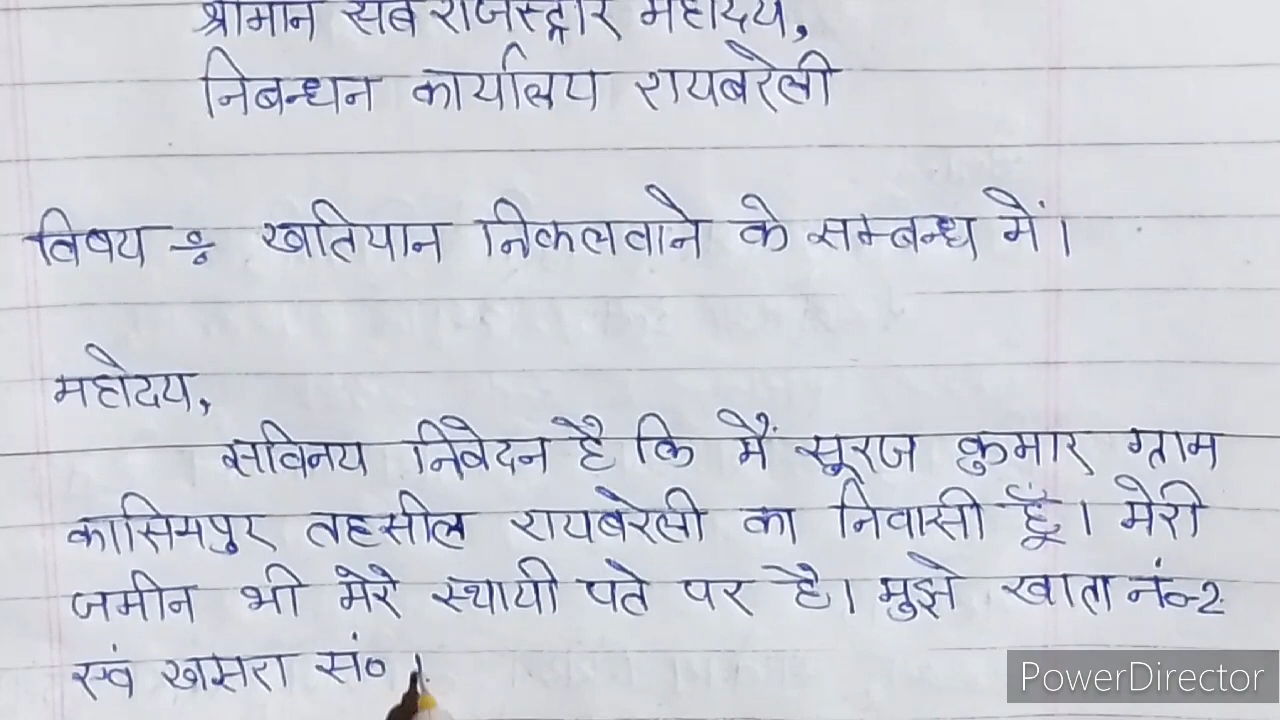 श्रीमान सब रजिस्ट्रार महोदय,
निबन्धन कार्यालय रायबरेली
विषय ÷ खतियान निकलवाने के सम्बन्ध में।
महोदय,
सविनय निवेदन है कि मैं सूरज कुमार ग्राम
कासिमपुर तहसील रायबरेली का निवासी हूँ। मेरी
जमीन भी मेरे स्थायी पते पर है। मुझे खाता नं०-2
एवं खसरा सं०
PowerDirector